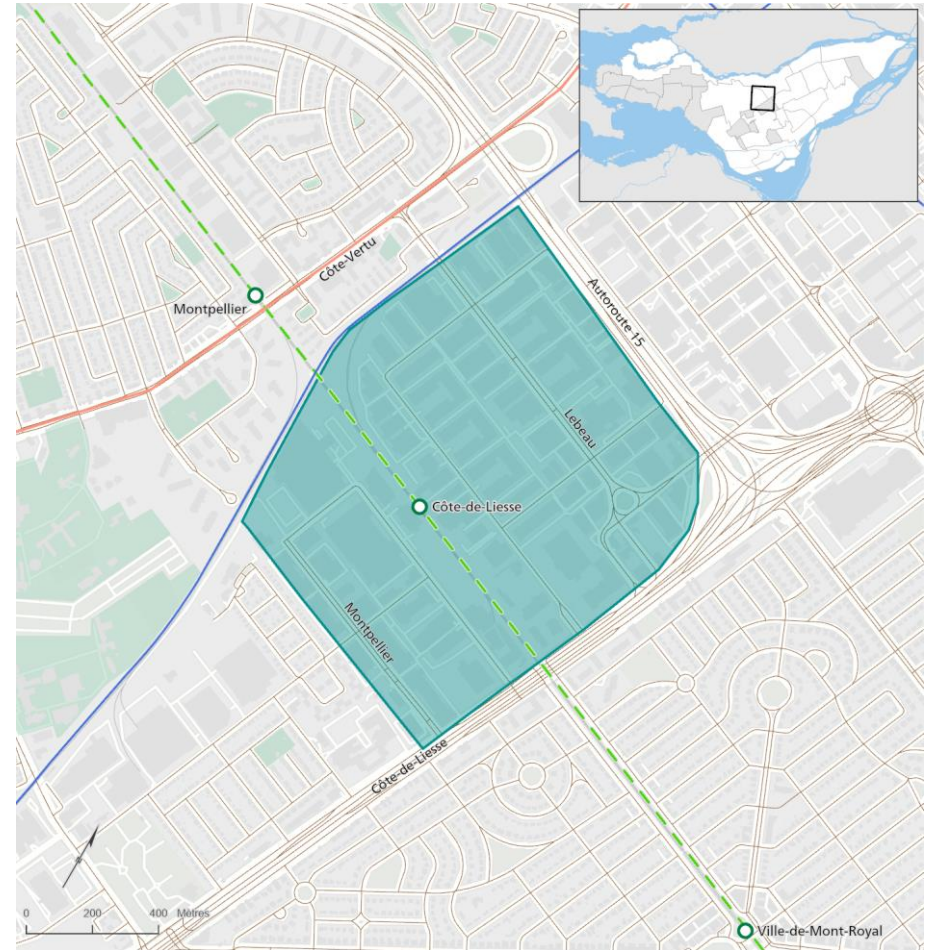 Côte-Vertu
Montpellier
Autoroute 15
Lebeau
Côte-de-Liesse
Montpellier
Côte-de-Liesse
Ville-de-Mont-Royal
0 200 400 Mètres